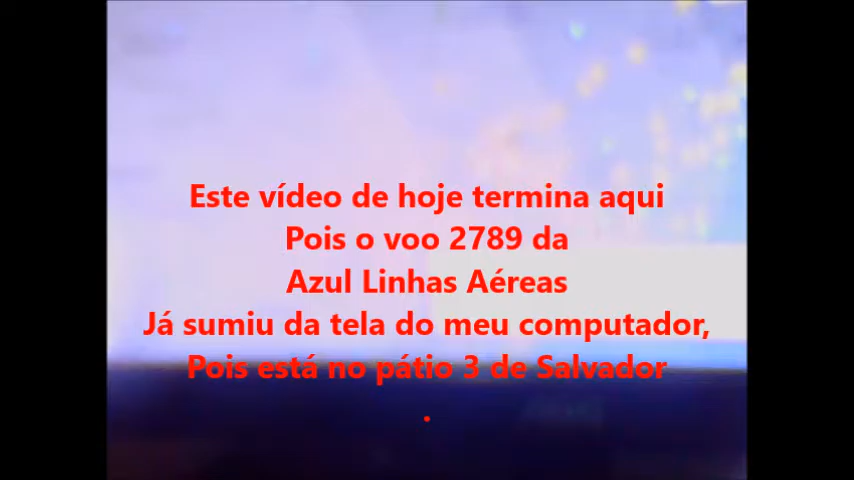 Este vídeo de hoje termina aqui
Pois o voo 2789 da
Azul Linhas Aéreas
Já sumiu da tela do meu computador,
Pois está no pátio 3 de Salvador
.